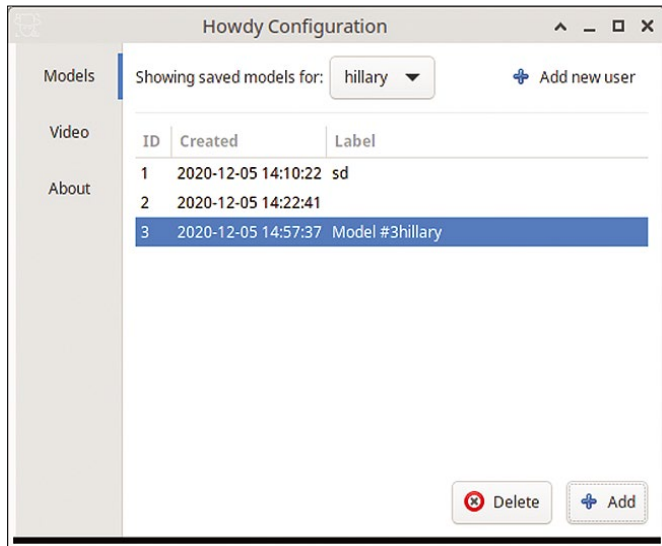 Howdy Configuration
Models
Showing saved models for: hillary Add new user
Video
ID Created Label
1 2020-12-05 14:10:22 sd
About
2 2020-12-05 14:22:41
3 2020-12-05 14:57:37 Model #3hillary
Delete Add